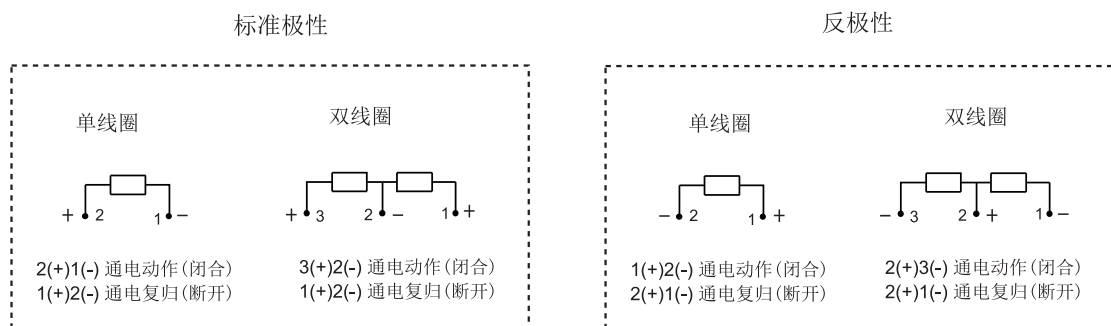 标准极性
单线圈
双线圈
+ 2 1 −
+ 3 2 − 1 +
2(+)1(-) 通电动作(闭合)
1(+)2(-) 通电复归(断开)
3(+)2(-) 通电动作(闭合)
1(+)2(-) 通电复归(断开)
反极性
单线圈
双线圈
− 2 1 +
− 3 2 + 1 −
1(+)2(-) 通电动作(闭合)
2(+)1(-) 通电复归(断开)
2(+)3(-) 通电动作(闭合)
2(+)1(-) 通电复归(断开)